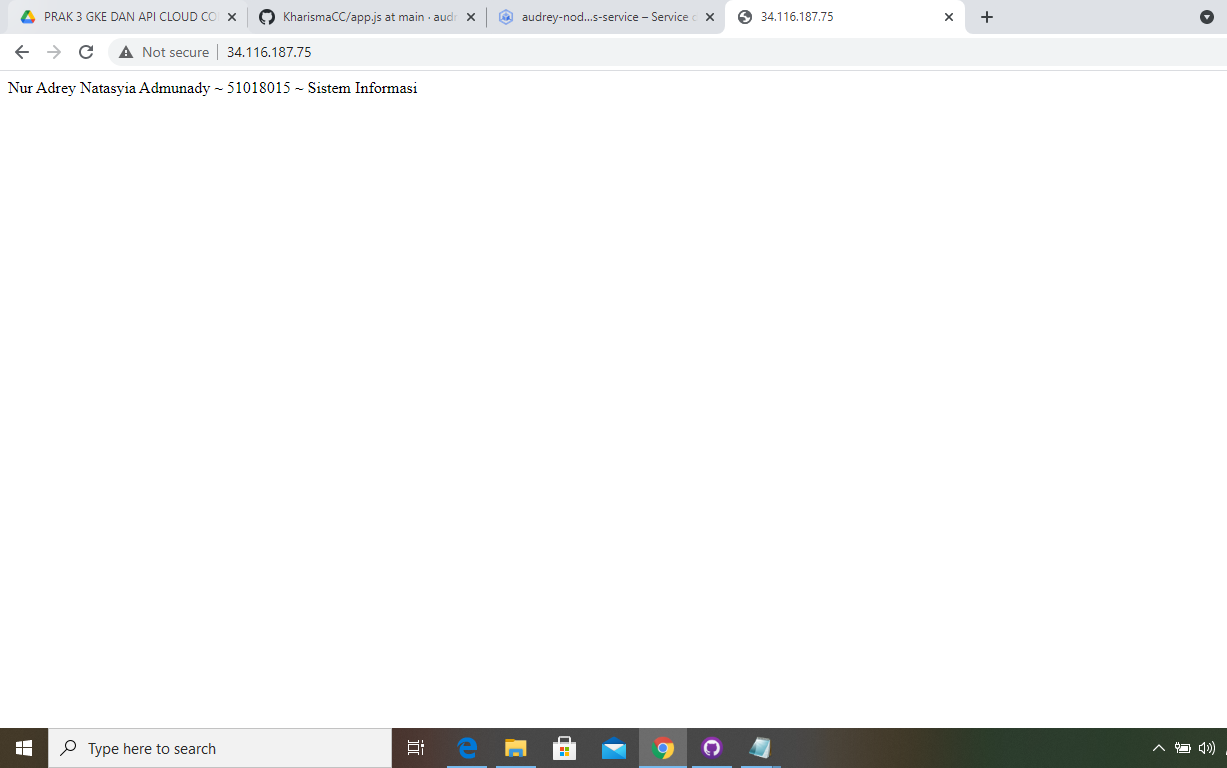 PRAK 3 GKE DAN API CLOUD CO
KharismaCC/app.js at main · aud
audrey-nod...s-service – Service
34.116.187.75
Not secure
34.116.187.75
Nur Adrey Natasyia Admunady ~ 51018015 ~ Sistem Informasi
Type here to search